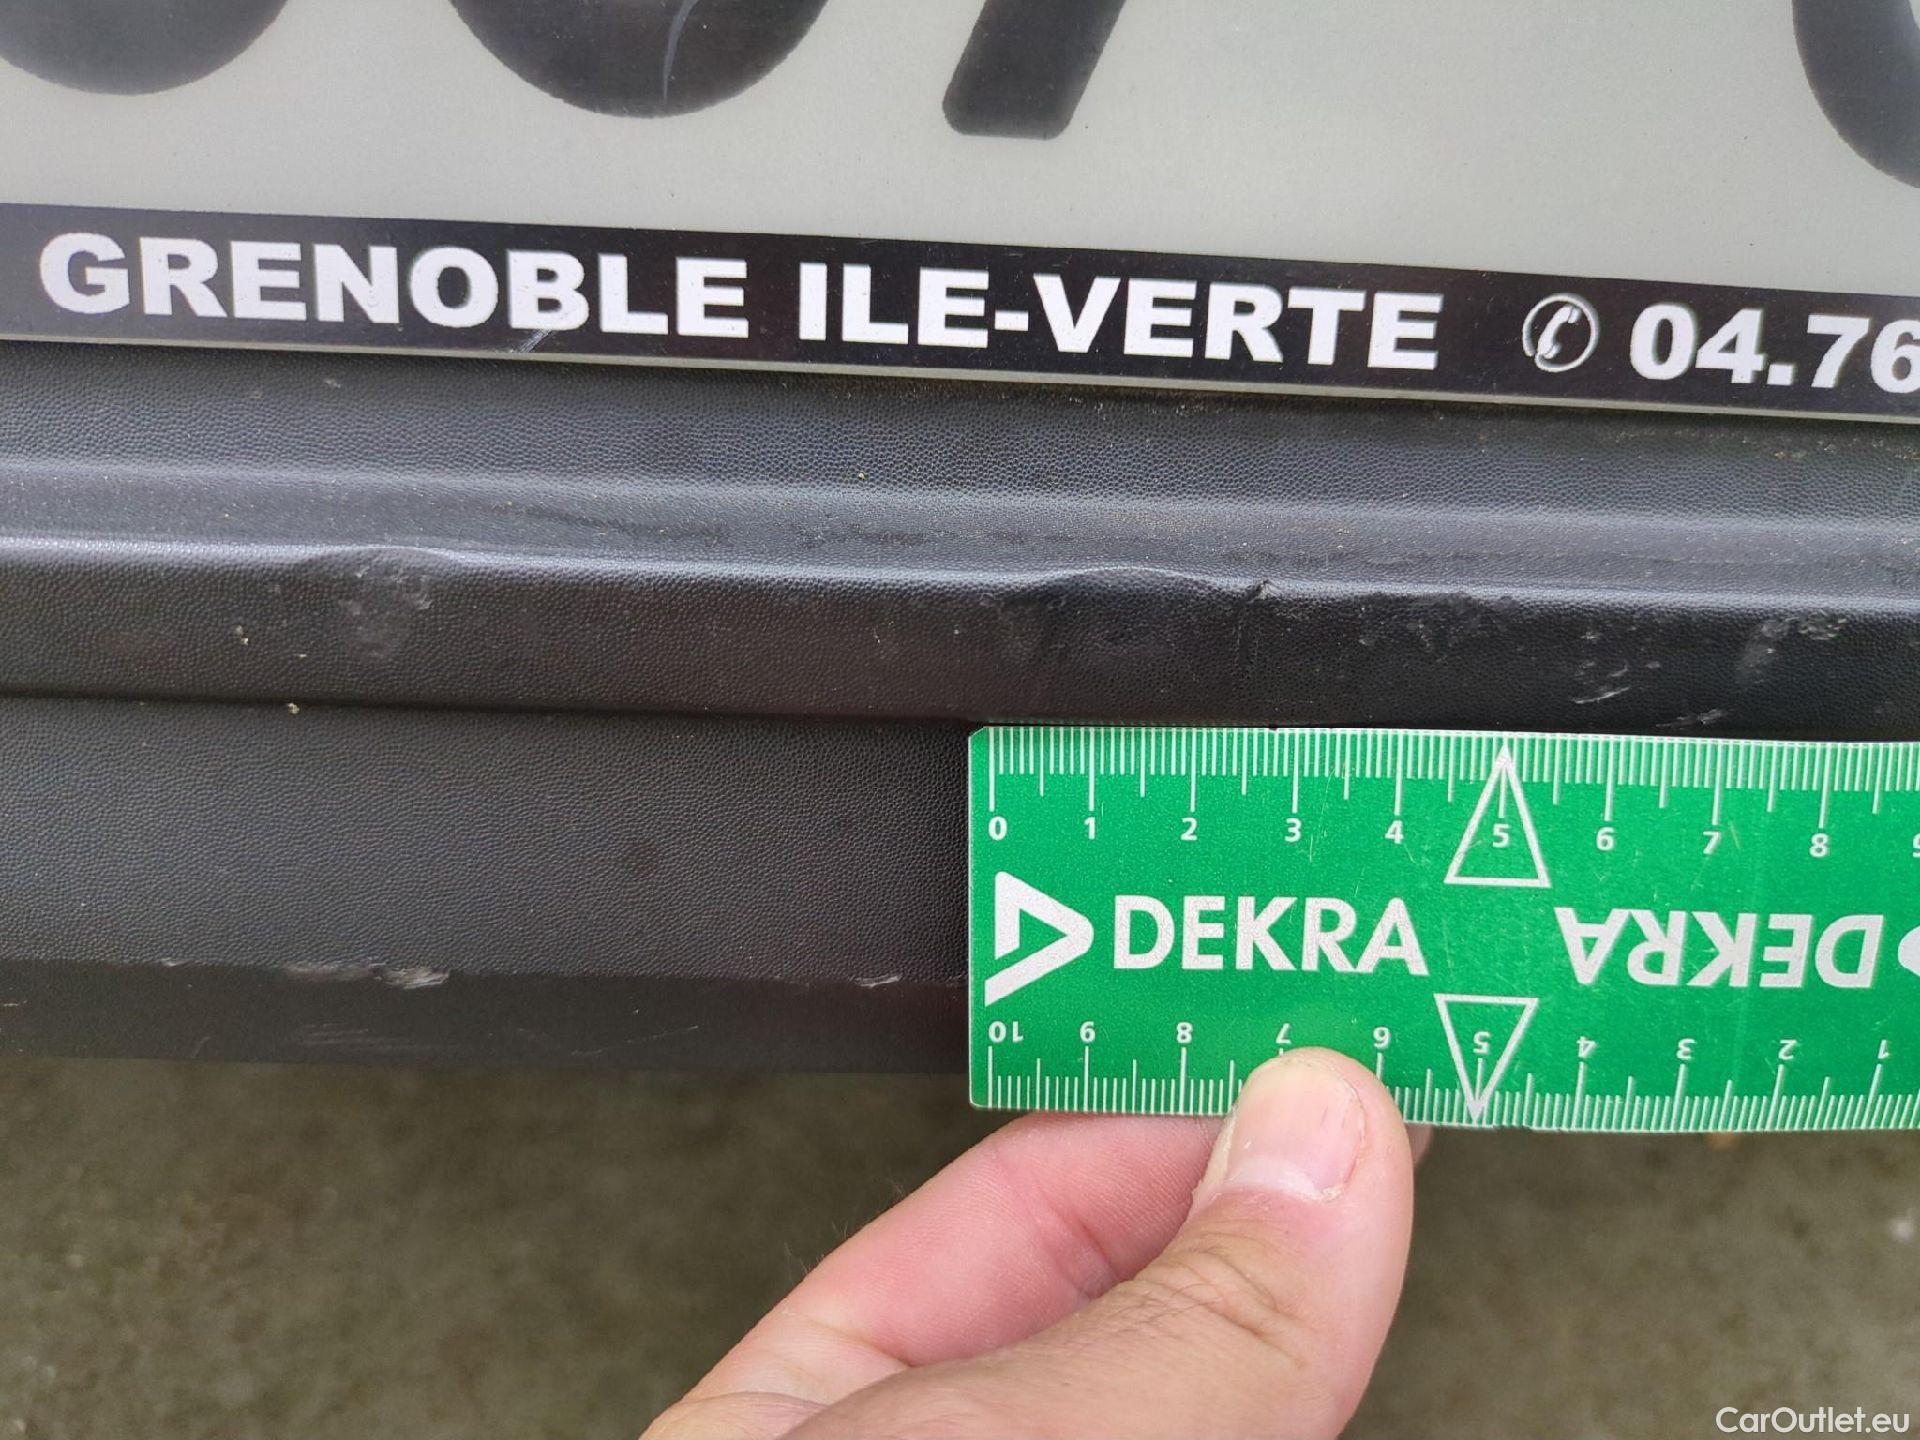 GRENOBLE ILE-VERTE ✆ 04.76
0 1 2 3 4 5 6 7 8
DEKRA DEKRA
10 9 8 7 6 5 4 3 2 1
CarOutlet.eu